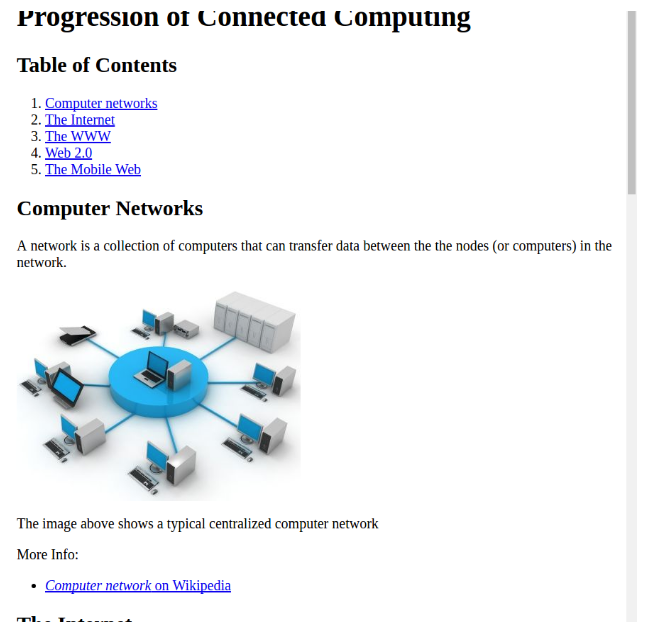 Progression of Connected Computing
Table of Contents
1. Computer networks
2. The Internet
3. The WWW
4. Web 2.0
5. The Mobile Web
Computer Networks
A network is a collection of computers that can transfer data between the the nodes (or computers) in the
network.
The image above shows a typical centralized computer network
More Info:
• Computer network on Wikipedia
The Internet